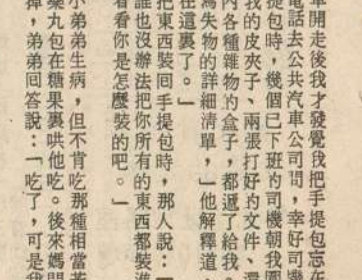 車開走後我才發覺我把手提包忘在
電話去公共汽車公司問，幸好司機
提包時，幾個已下班的司機朝我圍
我的皮夾子、兩張打好的文件、還
內各種雜物的盒子，都遞了給我。
寫失物的詳細清單，」他解釋道，
在這裏了。」
把東西裝囘手提包時，那人說：「
誰也沒辦法把你所有的東西都裝進
看看你是怎麼裝的吧。」
小弟弟生病，但不肯吃那種相當苦
藥丸包在糖果裏哄他吃。後來媽問
掉，弟弟囘答說：「吃了，可是我